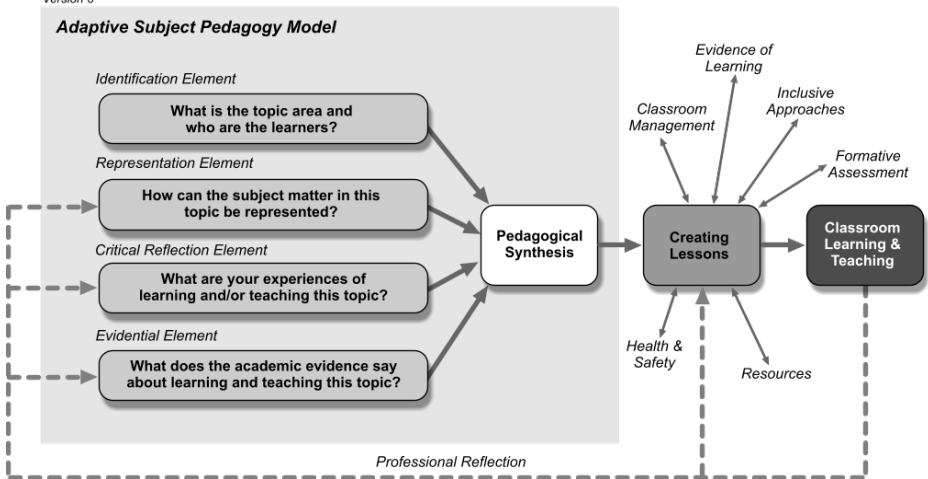 Adaptive Subject Pedagogy Model
Identification Element
What is the topic area and
who are the learners?
Representation Element
How can the subject matter in this
topic be represented?
Critical Reflection Element
What are your experiences of
learning and/or teaching this topic?
Evidential Element
What does the academic evidence say
about learning and teaching this topic?
Pedagogical
Synthesis
Classroom
Management
Evidence of
Learning
Inclusive
Approaches
Formative
Assessment
Creating
Lessons
Health &
Safety
Resources
Classroom
Learning &
Teaching
Professional Reflection